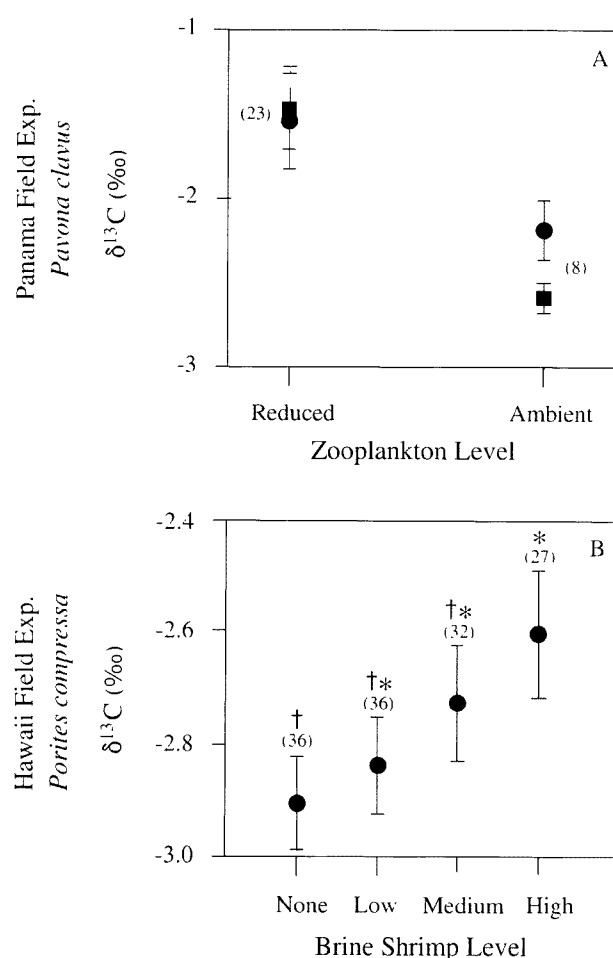 Panama Field Exp.
Pavona clavus
δ¹³C (‰)
-1
A
(23)
-2
(8)
-3
Reduced
Ambient
Zooplankton Level
Hawaii Field Exp.
Porites compressa
δ¹³C (‰)
-2.4
B
*
(27)
†*
(32)
-2.6
†*
(36)
†
(36)
-2.8
-3.0
None Low Medium High
Brine Shrimp Level